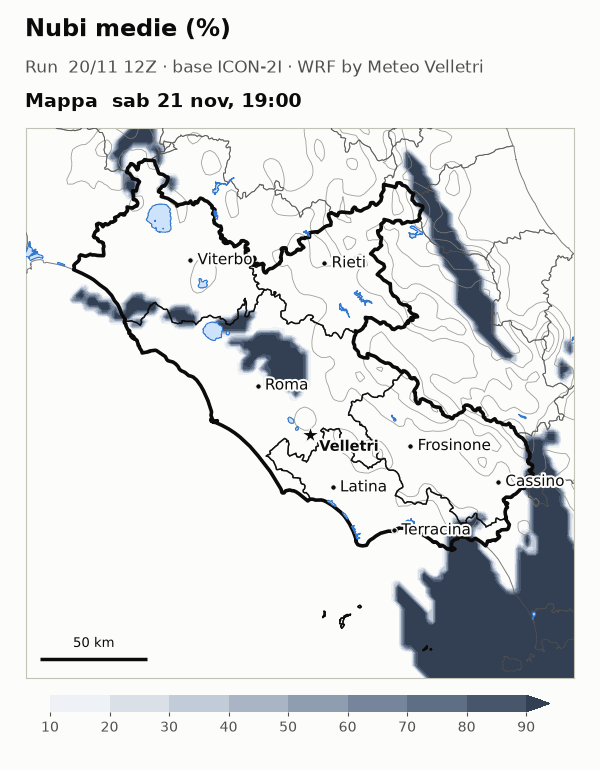 Nubi medie (%)
Run  20/11 12Z · base ICON-2I · WRF by Meteo Velletri
Mappa  sab 21 nov, 19:00
Viterbo
Rieti
Roma
Velletri
Frosinone
Cassino
Latina
Terracina
50 km
10 20 30 40 50 60 70 80 90